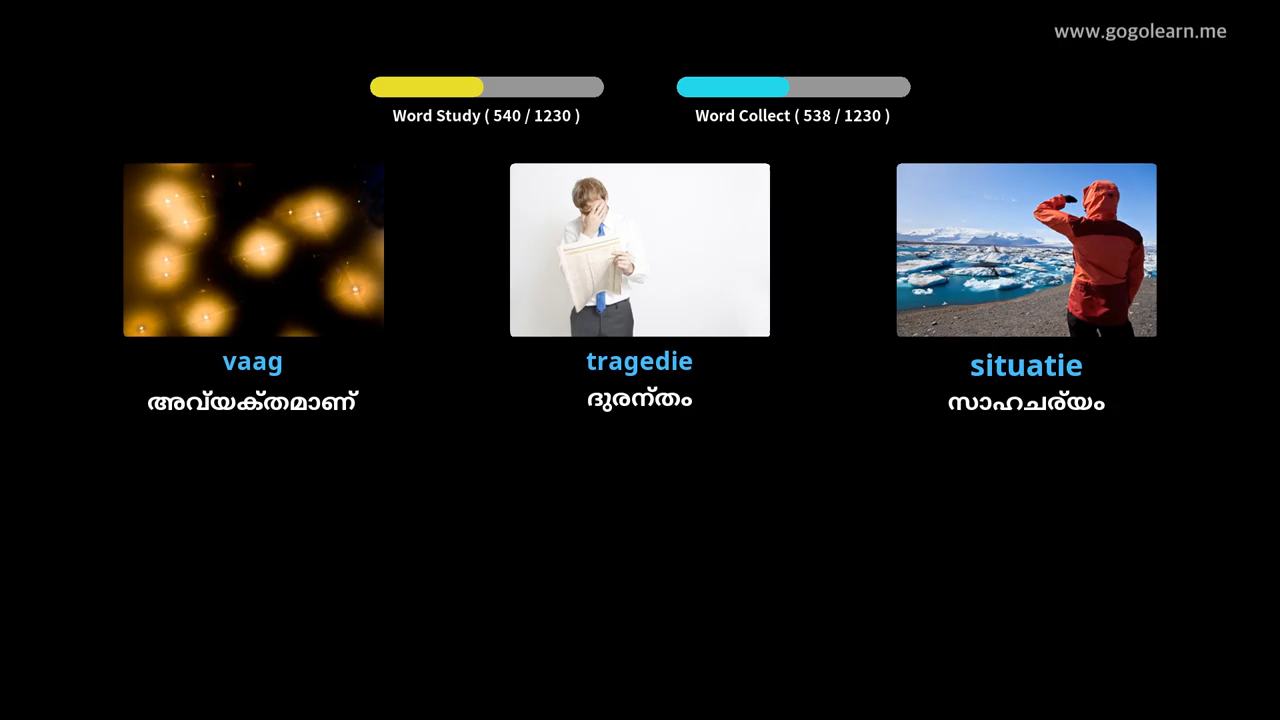 www.gogolearn.me
Word Study ( 540 / 1230 )
Word Collect ( 538 / 1230 )
vaag
tragedie
situatie
അവ്യക്തമാണ്
ദുരന്തം
സാഹചര്യം